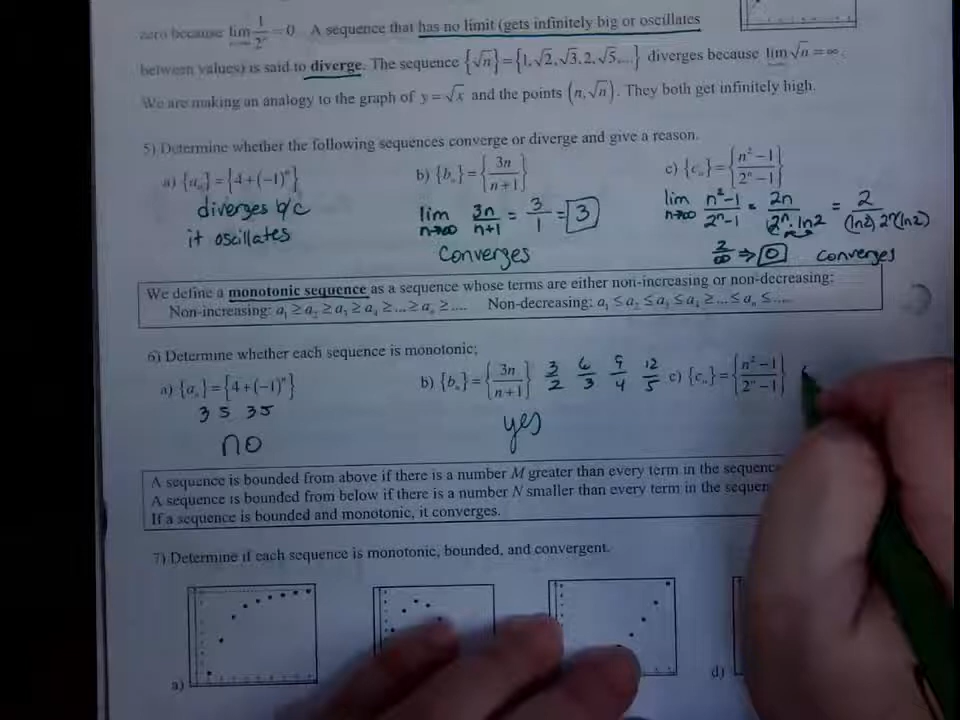 zero because lim 1/2ⁿ = 0 A sequence that has no limit (gets infinitely big or oscillates
between values) is said to diverge. The sequence {√n} = {1, √2, √3, 2, √5, ...} diverges because lim √n = ∞.
We are making an analogy to the graph of y = √x and the points (n, √n). They both get infinitely high.
5) Determine whether the following sequences converge or diverge and give a reason.
a) {aₙ} = {4 + (-1)ⁿ} b) {bₙ} = {3n/(n+1)} c) {cₙ} = {(n² - 1)/(2ⁿ - 1)}
diverges b/c lim n→∞ 3n/(n+1) = 3/1 = 3 lim n→∞ (n²-1)/(2ⁿ-1) = 2n/(2ⁿ·ln2) = 2/((ln2)2ⁿ(ln2))
it oscillates Converges 2/∞ ⇒ 0 converges
We define a monotonic sequence as a sequence whose terms are either non-increasing or non-decreasing:
Non-increasing: a₁ ≥ a₂ ≥ a₃ ≥ a₄ ≥ ... ≥ aₙ ≥ .... Non-decreasing: a₁ ≤ a₂ ≤ a₃ ≤ a₄ ≥ ... ≤ aₙ ≤ ....
6) Determine whether each sequence is monotonic;
a) {aₙ} = {4 + (-1)ⁿ} b) {bₙ} = {3n/(n+1)} 3/2 6/3 9/4 12/5 c) {cₙ} = {(n² - 1)/(2ⁿ - 1)}
3 5 3 5
no yes
A sequence is bounded from above if there is a number M greater than every term in the sequence
A sequence is bounded from below if there is a number N smaller than every term in the sequen
If a sequence is bounded and monotonic, it converges.
7) Determine if each sequence is monotonic, bounded, and convergent.
a) d)